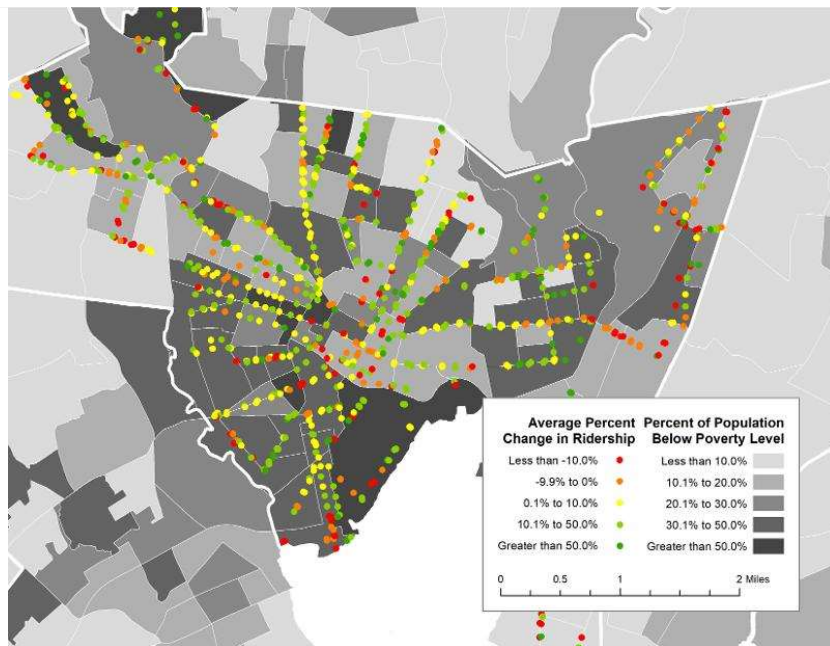 Average Percent Change in Ridership
Less than -10.0%
-9.9% to 0%
0.1% to 10.0%
10.1% to 50.0%
Greater than 50.0%
Percent of Population Below Poverty Level
Less than 10.0%
10.1% to 20.0%
20.1% to 30.0%
30.1% to 50.0%
Greater than 50.0%
0 0.5 1 2 Miles